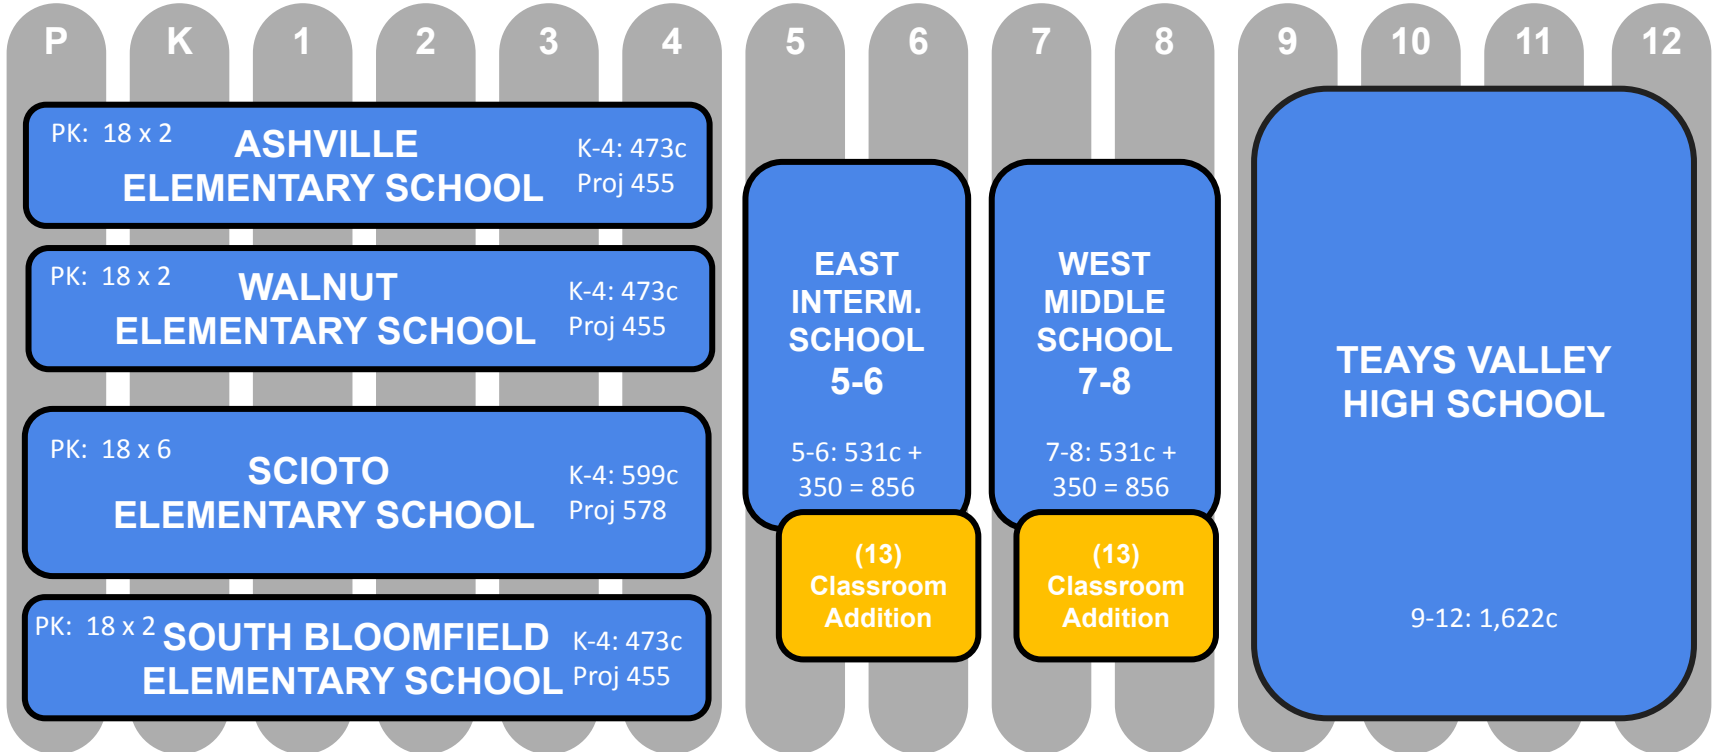 P K 1 2 3 4 5 6 7 8 9 10 11 12
PK: 18 x 2
ASHVILLE
ELEMENTARY SCHOOL
K-4: 473c
Proj 455
PK: 18 x 2
WALNUT
ELEMENTARY SCHOOL
K-4: 473c
Proj 455
PK: 18 x 6
SCIOTO
ELEMENTARY SCHOOL
K-4: 599c
Proj 578
PK: 18 x 2
SOUTH BLOOMFIELD
ELEMENTARY SCHOOL
K-4: 473c
Proj 455
EAST
INTERM.
SCHOOL
5-6
5-6: 531c +
350 = 856
(13)
Classroom
Addition
WEST
MIDDLE
SCHOOL
7-8
7-8: 531c +
350 = 856
(13)
Classroom
Addition
TEAYS VALLEY
HIGH SCHOOL
9-12: 1,622c